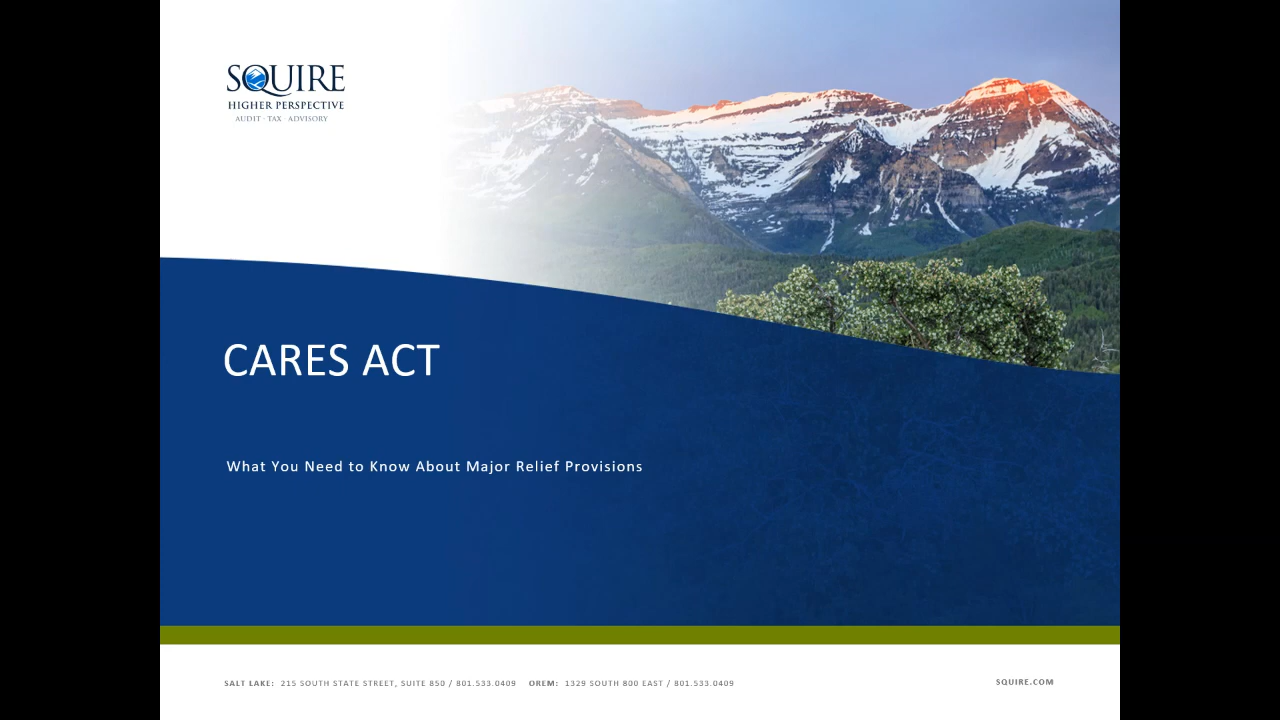 SQUIRE
HIGHER PERSPECTIVE
AUDIT · TAX · ADVISORY
CARES ACT
What You Need to Know About Major Relief Provisions
SALT LAKE: 215 SOUTH STATE STREET, SUITE 850 / 801.533.0409 OREM: 1329 SOUTH 800 EAST / 801.533.0409
SQUIRE.COM